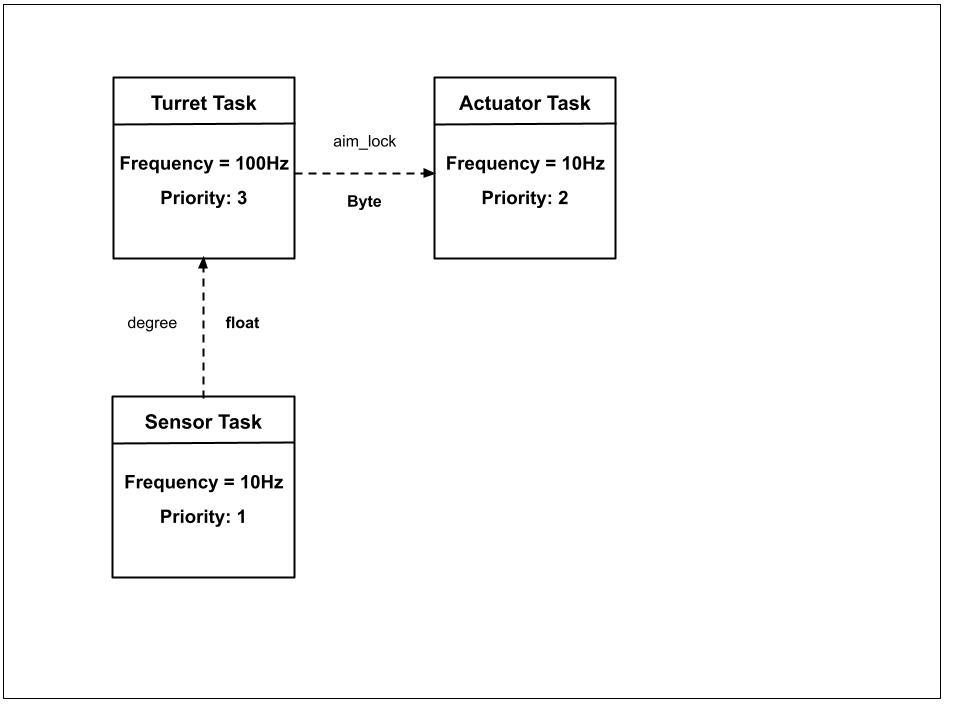 Turret Task
Frequency = 100Hz
Priority: 3
aim_lock
Byte
Actuator Task
Frequency = 10Hz
Priority: 2
degree
float
Sensor Task
Frequency = 10Hz
Priority: 1